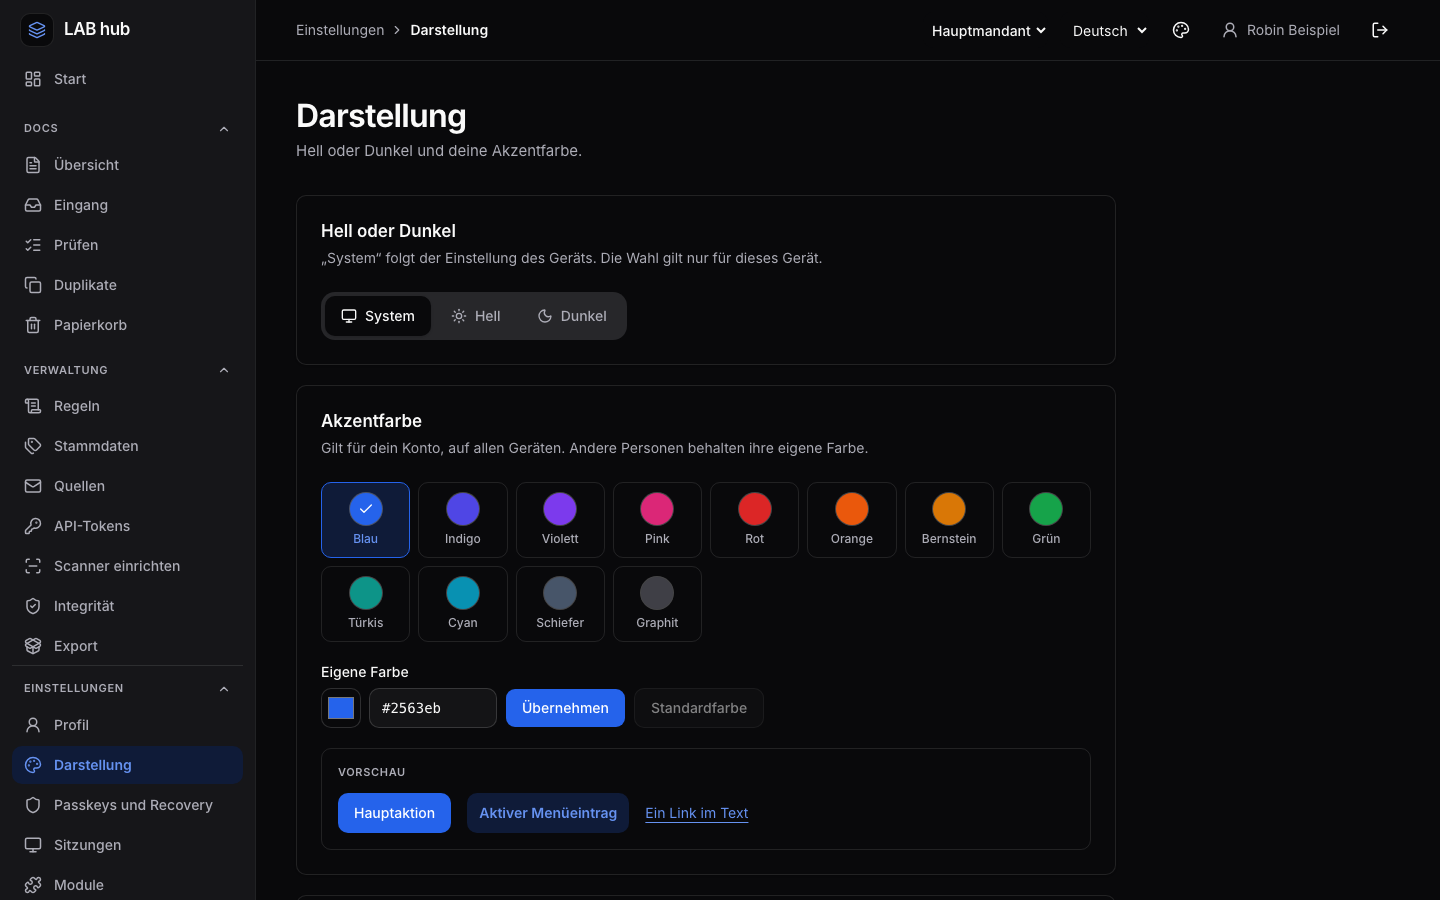 LAB hub
Start
DOCS
Übersicht
Eingang
Prüfen
Duplikate
Papierkorb
VERWALTUNG
Regeln
Stammdaten
Quellen
API-Tokens
Scanner einrichten
Integrität
Export
EINSTELLUNGEN
Profil
Darstellung
Passkeys und Recovery
Sitzungen
Module
Einstellungen > Darstellung
Hauptmandant
Deutsch
Robin Beispiel
Darstellung
Hell oder Dunkel und deine Akzentfarbe.
Hell oder Dunkel
„System“ folgt der Einstellung des Geräts. Die Wahl gilt nur für dieses Gerät.
System Hell Dunkel
Akzentfarbe
Gilt für dein Konto, auf allen Geräten. Andere Personen behalten ihre eigene Farbe.
Blau Indigo Violett Pink Rot Orange Bernstein Grün
Türkis Cyan Schiefer Graphit
Eigene Farbe
#2563eb Übernehmen Standardfarbe
VORSCHAU
Hauptaktion Aktiver Menüeintrag Ein Link im Text